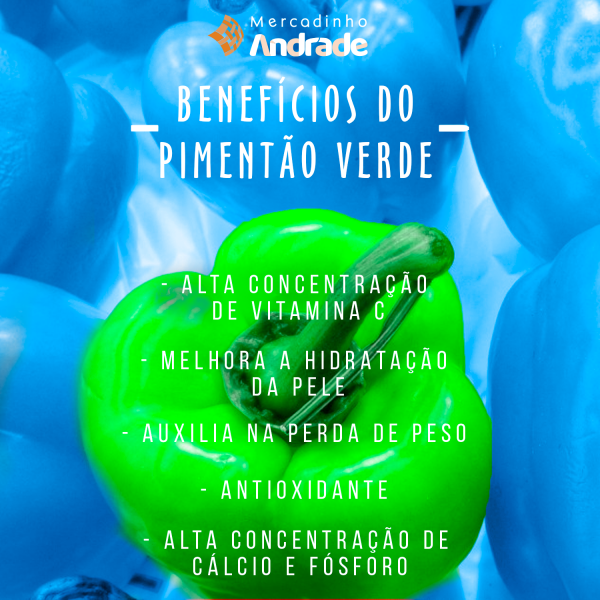 Mercadinho
Andrade
BENEFÍCIOS DO
PIMENTÃO VERDE
- ALTA CONCENTRAÇÃO
DE VITAMINA C
- MELHORA A HIDRATAÇÃO
DA PELE
- AUXILIA NA PERDA DE PESO
- ANTIOXIDANTE
- ALTA CONCENTRAÇÃO DE
CÁLCIO E FÓSFORO